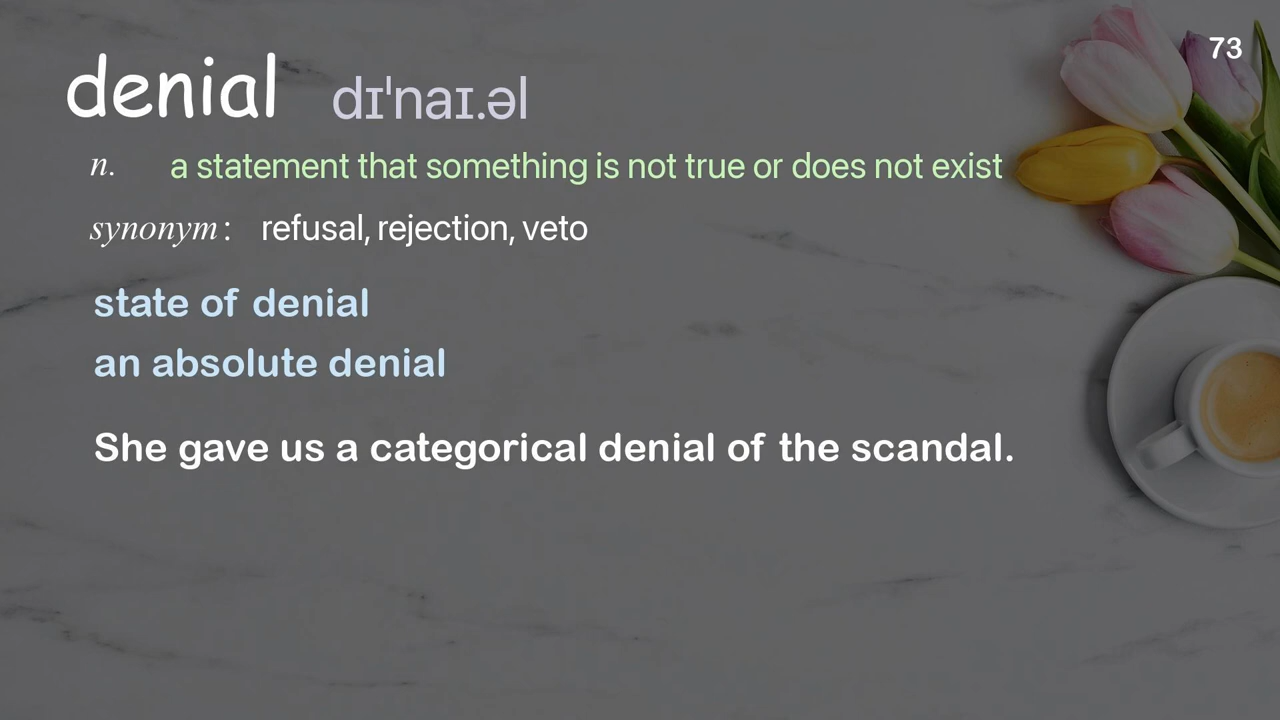 73
denial dɪˈnaɪ.əl
n. a statement that something is not true or does not exist
synonym: refusal, rejection, veto
state of denial
an absolute denial
She gave us a categorical denial of the scandal.